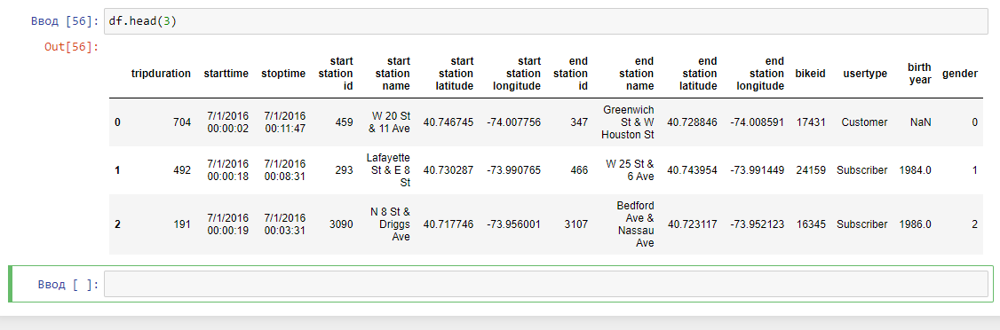 Ввод [56]: df.head(3)
Out[56]:
tripduration starttime stoptime start station id start station name start station latitude start station longitude end station id end station name end station latitude end station longitude bikeid usertype birth year gender
0 704 7/1/2016 00:00:02 7/1/2016 00:11:47 459 W 20 St & 11 Ave 40.746745 -74.007756 347 Greenwich St & W Houston St 40.728846 -74.008591 17431 Customer NaN 0
1 492 7/1/2016 00:00:18 7/1/2016 00:08:31 293 Lafayette St & E 8 St 40.730287 -73.990765 466 W 25 St & 6 Ave 40.743954 -73.991449 24159 Subscriber 1984.0 1
2 191 7/1/2016 00:00:19 7/1/2016 00:03:31 3090 N 8 St & Driggs Ave 40.717746 -73.956001 3107 Bedford Ave & Nassau Ave 40.723117 -73.952123 16345 Subscriber 1986.0 2
Ввод [ ]: